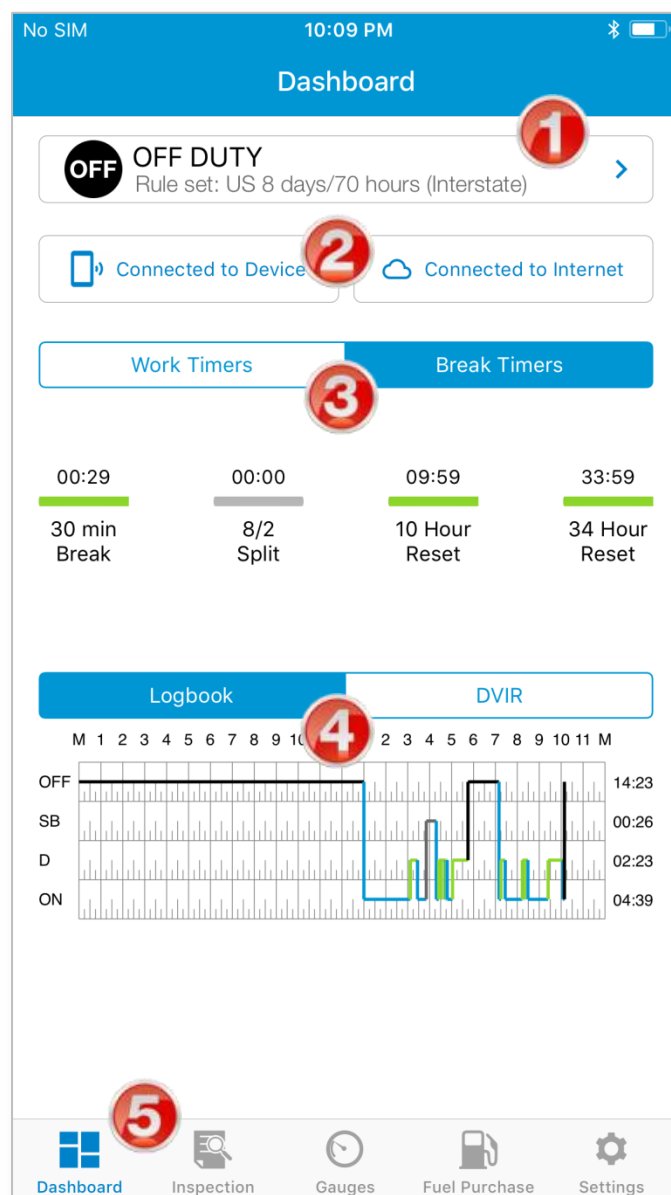 No SIM 10:09 PM
Dashboard
1
OFF OFF DUTY
Rule set: US 8 days/70 hours (Interstate)
2
Connected to Device Connected to Internet
Work Timers Break Timers
3
00:29 00:00 09:59 33:59
30 min 8/2 10 Hour 34 Hour
Break Split Reset Reset
Logbook DVIR
4
M 1 2 3 4 5 6 7 8 9 2 3 4 5 6 7 8 9 10 11 M
OFF 14:23
SB 00:26
D 02:23
ON 04:39
5
Dashboard Inspection Gauges Fuel Purchase Settings